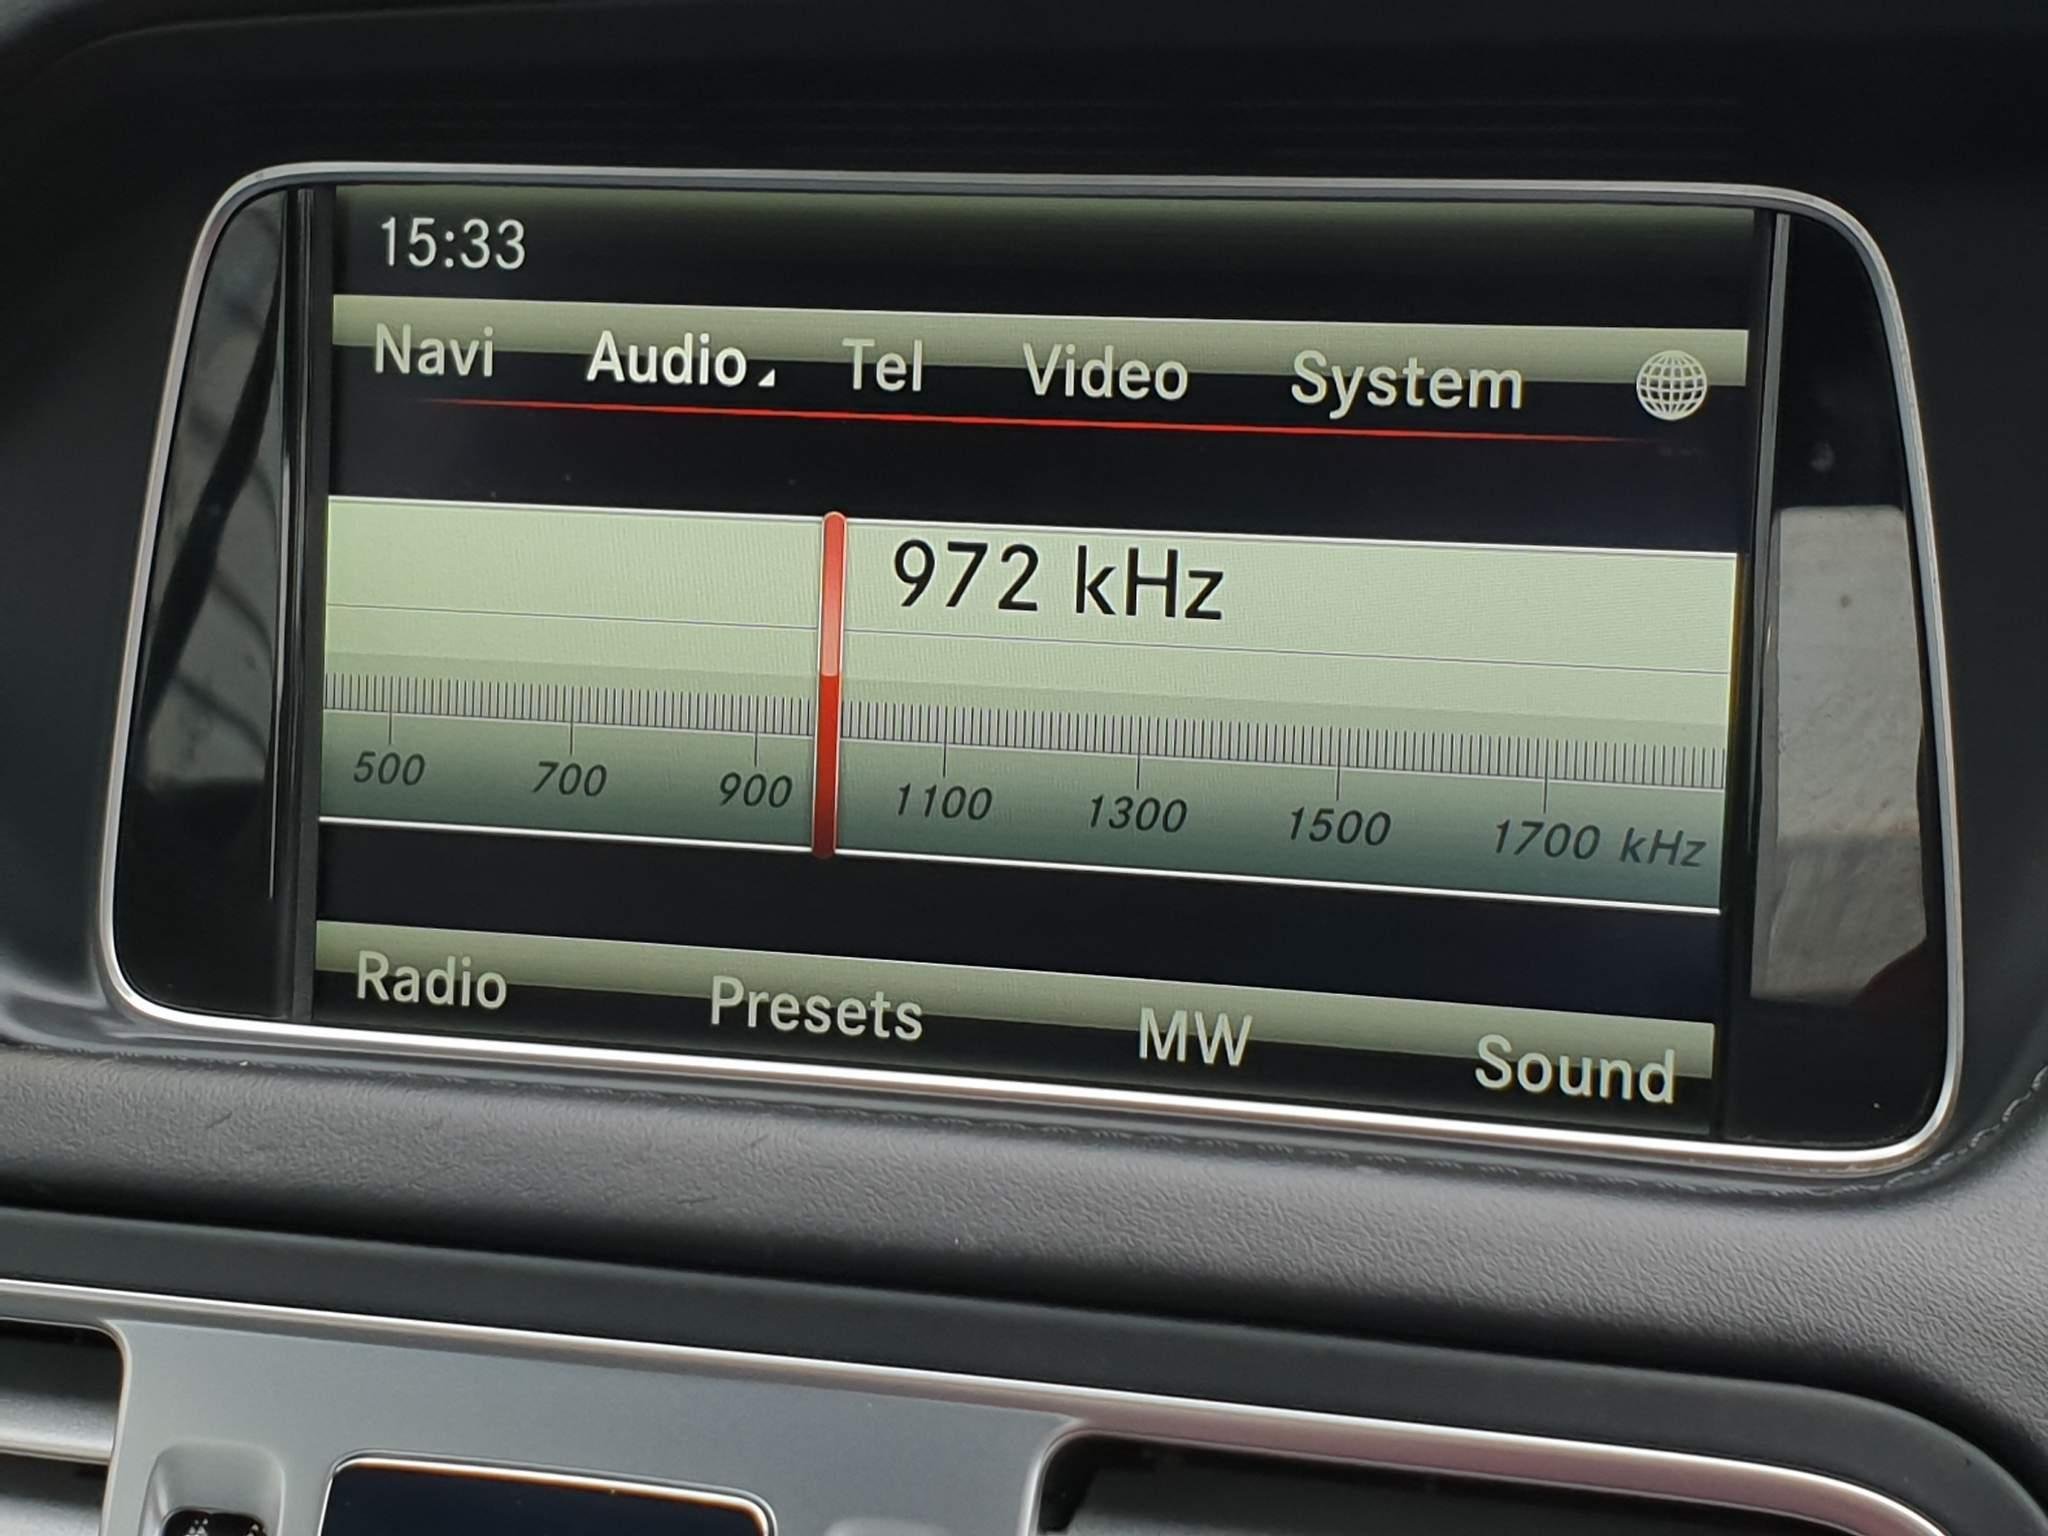 15:33
Navi Audio Tel Video System
972 kHz
500 700 900 1100 1300 1500 1700 kHz
Radio Presets MW Sound